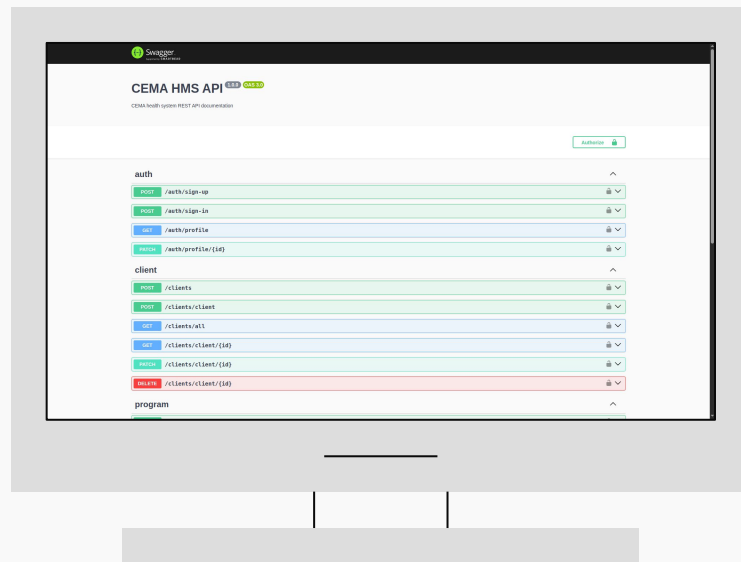 Swagger
SMARTBEAR
CEMA HMS API 1.0.0 OAS 3.0
CEMA health system REST API documentation
Authorize
auth
POST /auth/sign-up
POST /auth/sign-in
GET /auth/profile
PATCH /auth/profile/{id}
client
POST /clients
POST /clients/client
GET /clients/all
GET /clients/client/{id}
PATCH /clients/client/{id}
DELETE /clients/client/{id}
program